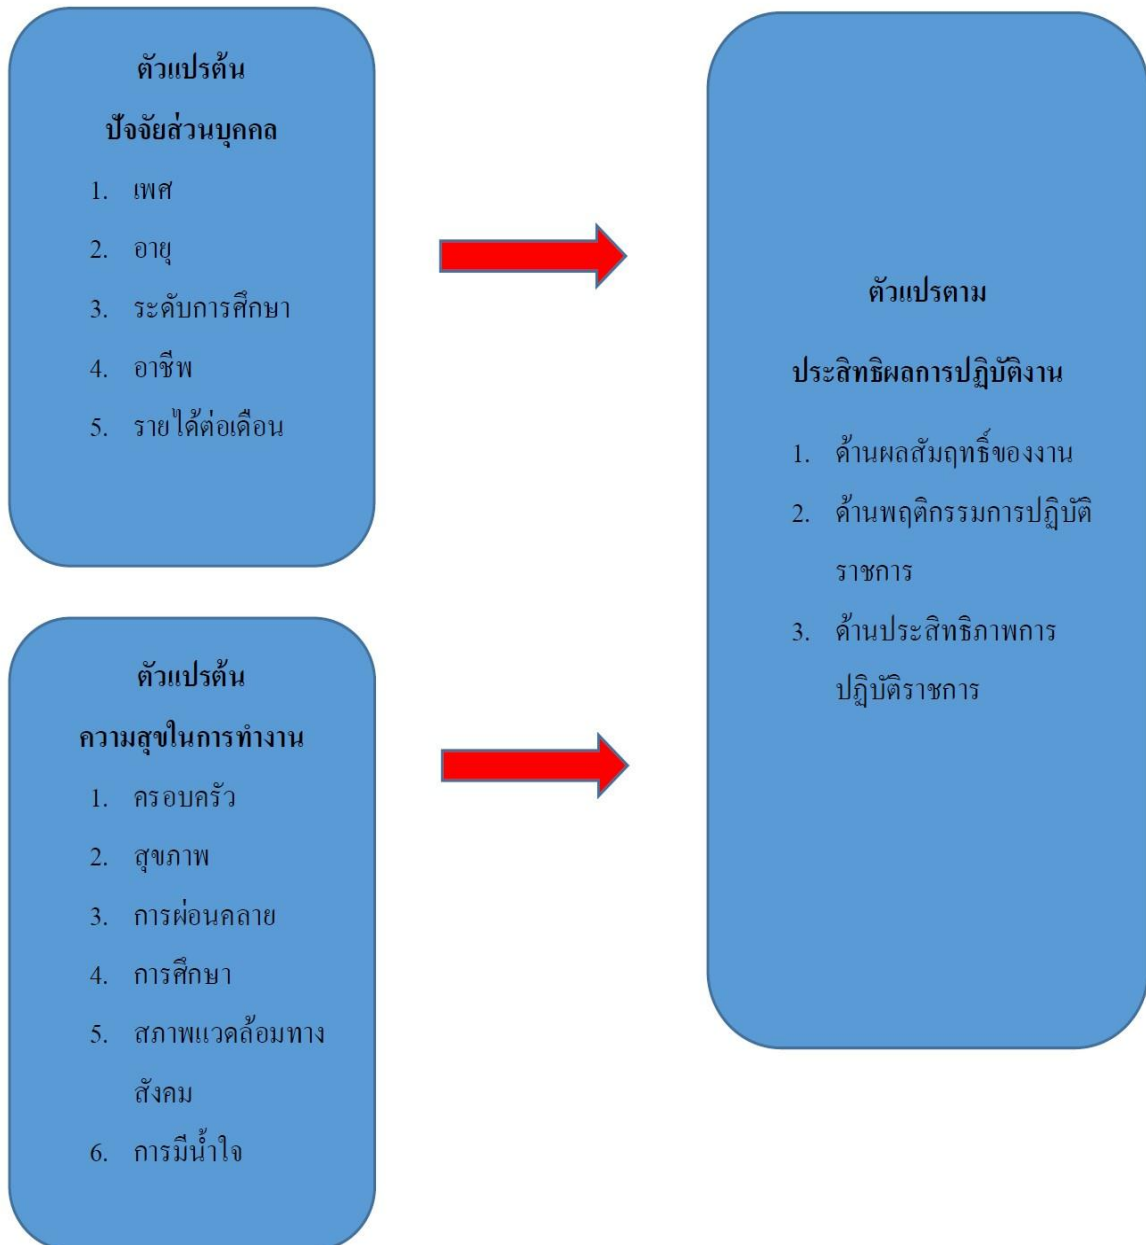 ตัวแปรต้น
ปัจจัยส่วนบุคคล
1. เพศ
2. อายุ
3. ระดับการศึกษา
4. อาชีพ
5. รายได้ต่อเดือน
ตัวแปรต้น
ความสุขในการทำงาน
1. ครอบครัว
2. สุขภาพ
3. การผ่อนคลาย
4. การศึกษา
5. สภาพแวดล้อมทาง
สังคม
6. การมีน้ำใจ
ตัวแปรตาม
ประสิทธิผลการปฏิบัติงาน
1. ด้านผลสัมฤทธิ์ของงาน
2. ด้านพฤติกรรมการปฏิบัติ
ราชการ
3. ด้านประสิทธิภาพการ
ปฏิบัติราชการ